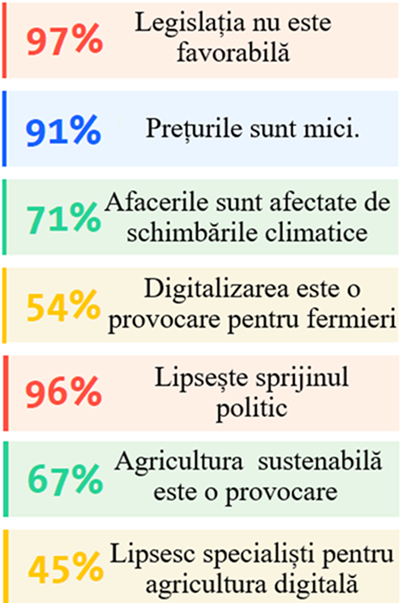 97%
Legislația nu este
favorabilă
91%
Prețurile sunt mici.
71%
Afacerile sunt afectate de
schimbările climatice
54%
Digitalizarea este o
provocare pentru fermieri
96%
Lipsește sprijinul
politic
67%
Agricultura sustenabilă
este o provocare
45%
Lipsesc specialiști pentru
agricultura digitală